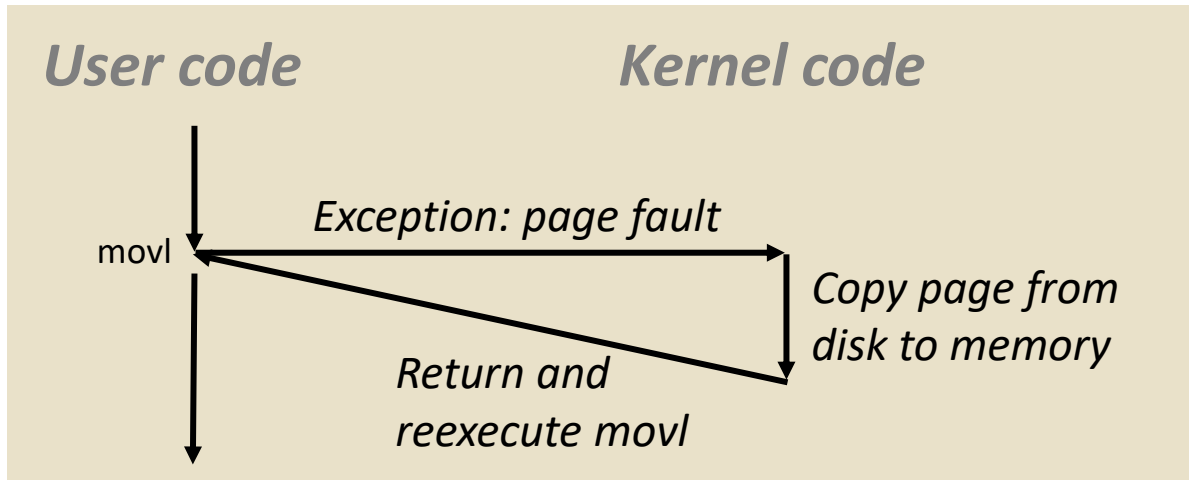 User code
Kernel code
Exception: page fault
movl
Copy page from
disk to memory
Return and
reexecute movl